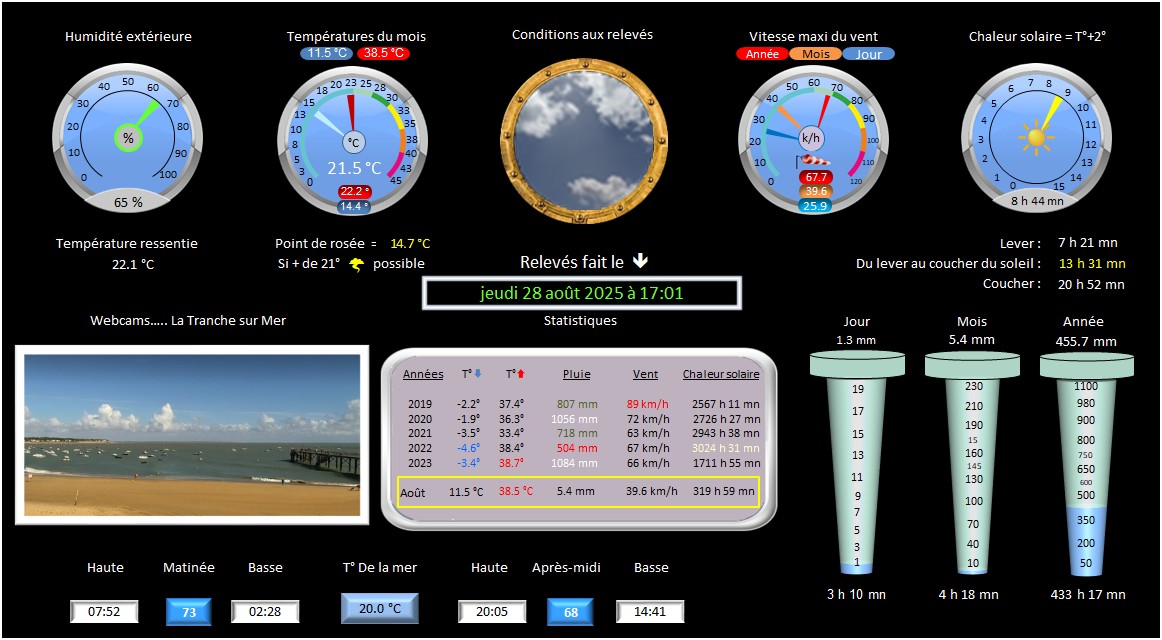 Humidité extérieure
Températures du mois
11.5 °C 38.5 °C
Conditions aux relevés
Vitesse maxi du vent
Année Mois Jour
Chaleur solaire = T°+2°
0 10 20 30 40 50 60 70 80 90 100
%
65 %
0 3 5 10 13 15 18 20 23 25 28 30 33 35 38 40 43 45
°C
21.5 °C
22.2 °
14.4 °
0 10 20 30 40 50 60 70 80 90 100 110 120
k/h
67.7
39.6
25.9
0 1 2 3 4 5 6 7 8 9 10 11 12 13 14 15
8 h 44 mn
Température ressentie
22.1 °C
Point de rosée = 14.7 °C
Si + de 21° possible
Relevés fait le
jeudi 28 août 2025 à 17:01
Lever : 7 h 21 mn
Du lever au coucher du soleil : 13 h 31 mn
Coucher : 20 h 52 mn
Webcams..... La Tranche sur Mer
Statistiques
Années T° T° Pluie Vent Chaleur solaire
2019 -2.2° 37.4° 807 mm 89 km/h 2567 h 11 mn
2020 -1.9° 36.3° 1056 mm 72 km/h 2726 h 27 mn
2021 -3.5° 33.4° 718 mm 63 km/h 2943 h 38 mn
2022 -4.6° 38.4° 504 mm 67 km/h 3024 h 31 mn
2023 -3.4° 38.7° 1084 mm 66 km/h 1711 h 55 mn
Août 11.5 °C 38.5 °C 5.4 mm 39.6 km/h 319 h 59 mn
Jour
1.3 mm
19
17
15
13
11
9
7
5
3
1
3 h 10 mn
Mois
5.4 mm
230
210
190
15
160
145
130
100
70
40
10
4 h 18 mn
Année
455.7 mm
1100
980
900
800
750
650
600
500
350
200
50
433 h 17 mn
Haute Matinée Basse T° De la mer Haute Après-midi Basse
07:52 73 02:28 20.0 °C 20:05 68 14:41